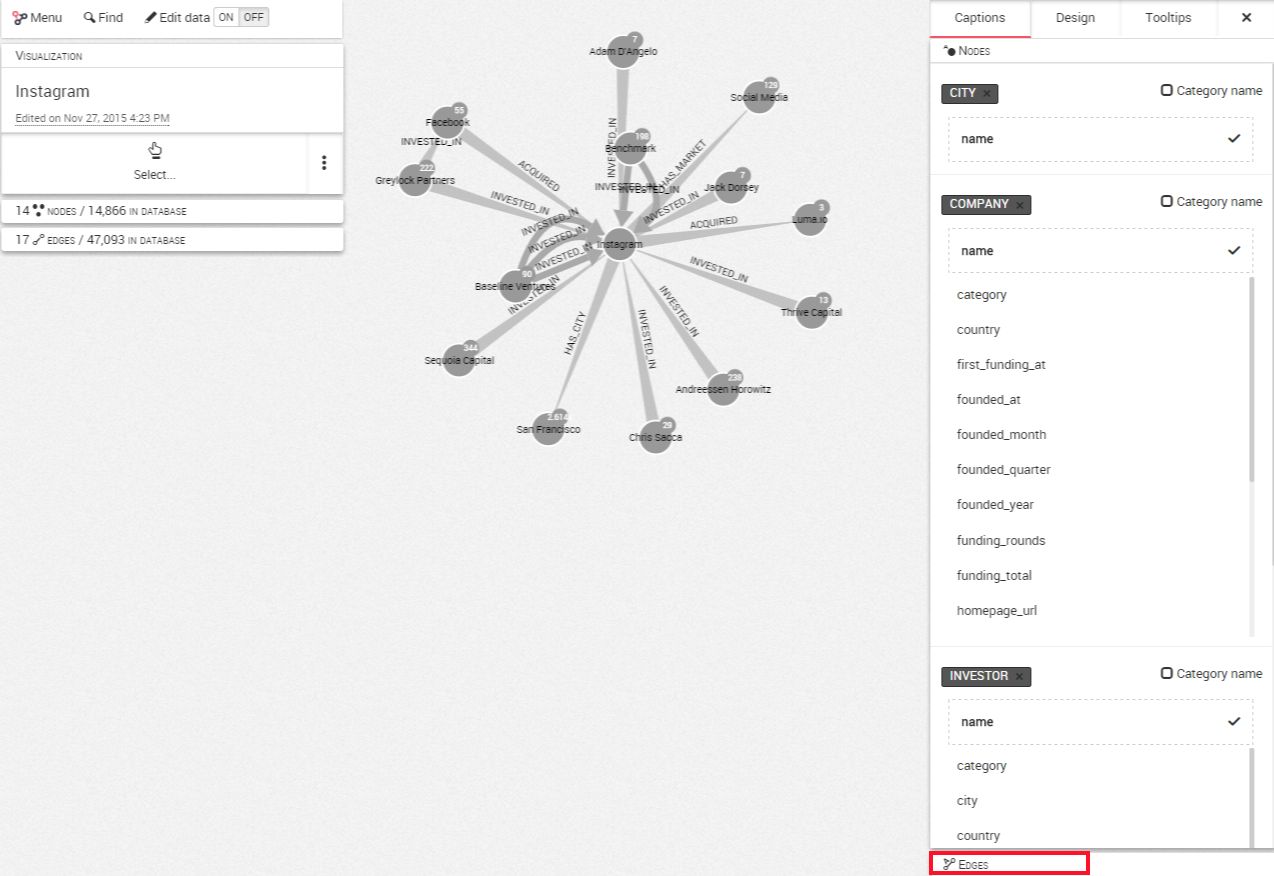 Menu Find Edit data ON OFF
VISUALIZATION
Instagram
Edited on Nov 27, 2015 4:23 PM
Select...
14 NODES / 14,866 IN DATABASE
17 EDGES / 47,093 IN DATABASE
7
Adam D'Angelo
129
Social Media
55
Facebook
INVESTED_IN
INVESTED_IN
198
Benchmark
HAS_MARKET
222
Greylock Partners
ACQUIRED
7
Jack Dorsey
INVESTED_IN
INVESTED_IN
INVESTED_IN
INVESTED_IN
3
Luma.io
ACQUIRED
INVESTED_IN
INVESTED_IN
INVESTED_IN
Instagram
INVESTED_IN
90
Baseline Ventures
INVESTED_IN
13
Thrive Capital
INVESTED_IN
HAS_CITY
INVESTED_IN
344
Sequoia Capital
238
Andreessen Horowitz
2,614
San Francisco
29
Chris Sacca
Captions Design Tooltips ×
NODES
CITY × Category name
name
COMPANY × Category name
name
category
country
first_funding_at
founded_at
founded_month
founded_quarter
founded_year
funding_rounds
funding_total
homepage_url
INVESTOR × Category name
name
category
city
country
EDGES